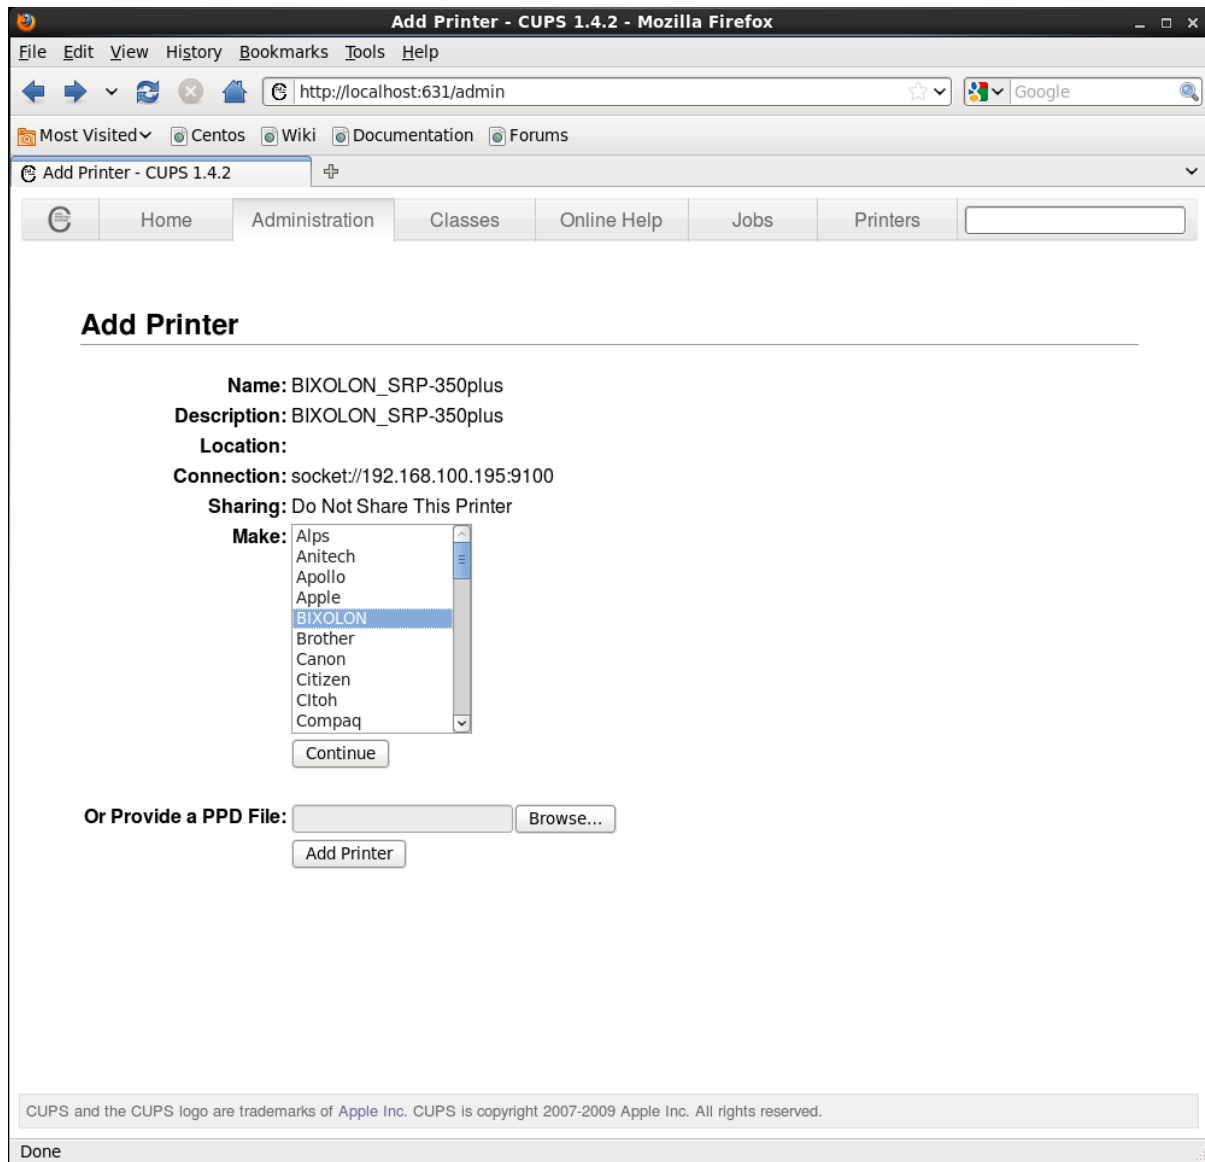 Add Printer - CUPS 1.4.2 - Mozilla Firefox
File Edit View History Bookmarks Tools Help
http://localhost:631/admin Google
Most Visited Centos Wiki Documentation Forums
Add Printer - CUPS 1.4.2
Home Administration Classes Online Help Jobs Printers
Add Printer
Name: BIXOLON_SRP-350plus
Description: BIXOLON_SRP-350plus
Location:
Connection: socket://192.168.100.195:9100
Sharing: Do Not Share This Printer
Make: Alps
Anitech
Apollo
Apple
BIXOLON
Brother
Canon
Citizen
CItoh
Compaq
Continue
Or Provide a PPD File: Browse...
Add Printer
CUPS and the CUPS logo are trademarks of Apple Inc. CUPS is copyright 2007-2009 Apple Inc. All rights reserved.
Done